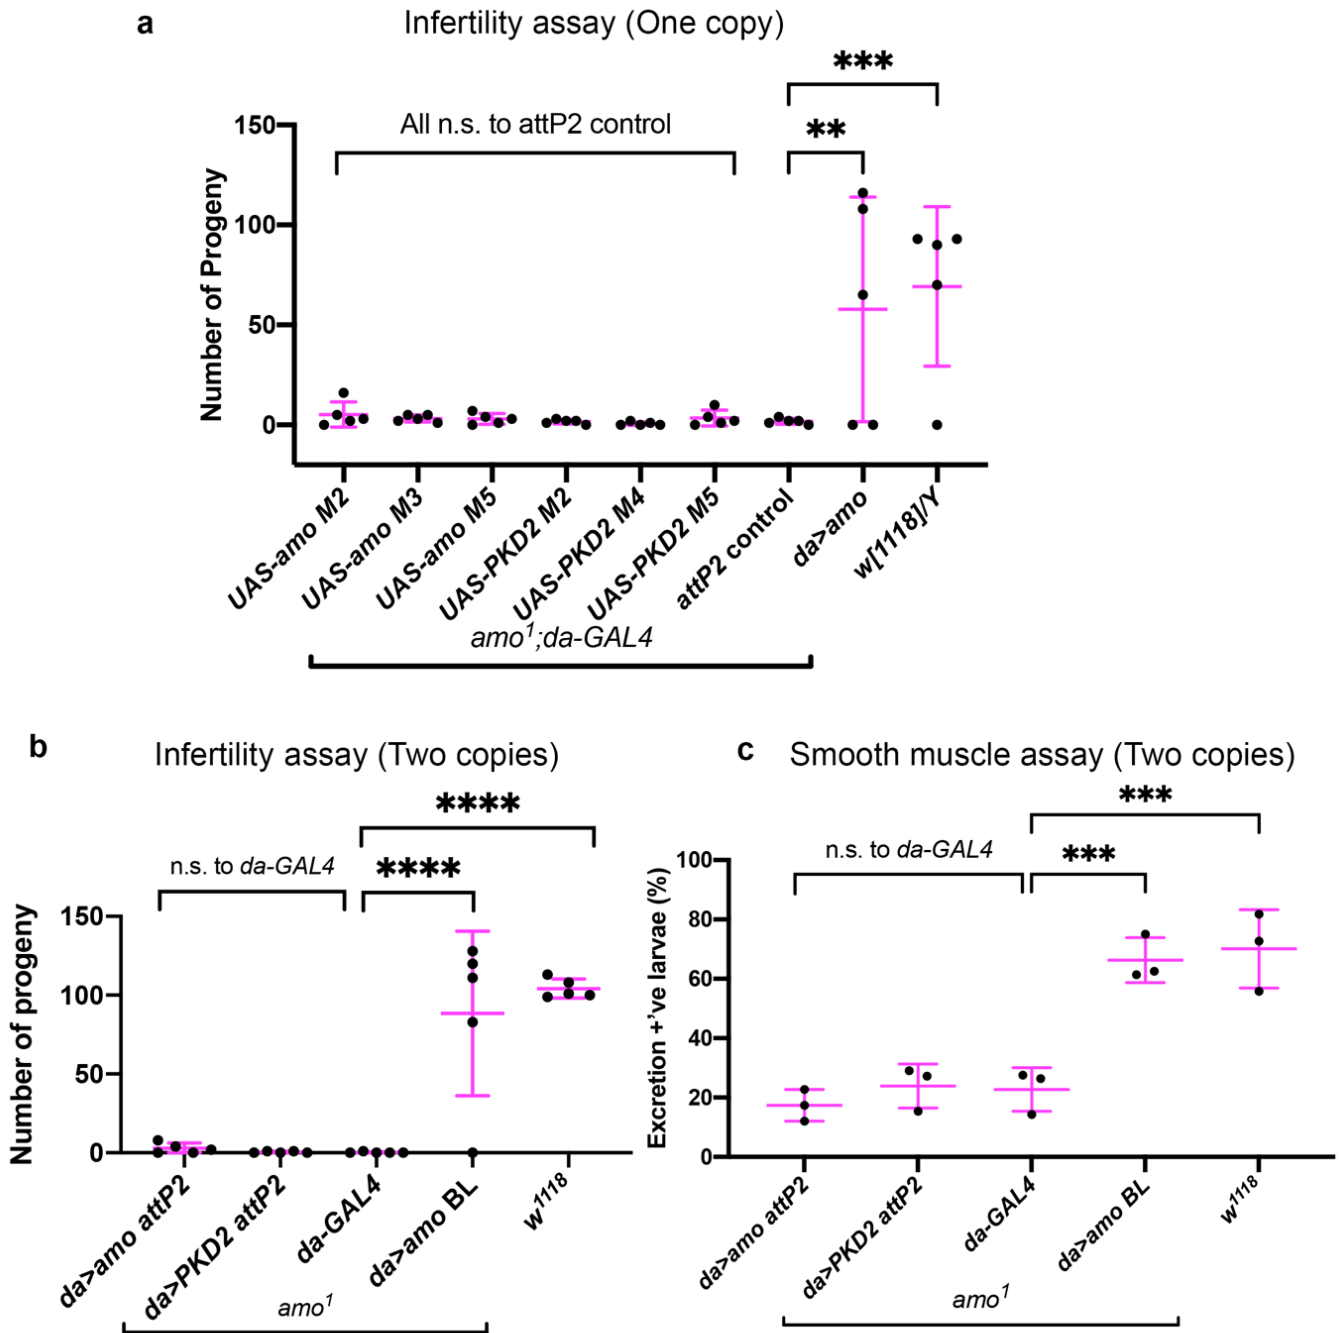 a
Infertility assay (One copy)
***
All n.s. to attP2 control
**
Number of Progeny
150
100
50
0
UAS-amo M2
UAS-amo M3
UAS-amo M5
UAS-PKD2 M2
UAS-PKD2 M4
UAS-PKD2 M5
attP2 control
da>amo
w[1118]/Y
amo¹;da-GAL4
b
Infertility assay (Two copies)
****
n.s. to da-GAL4
****
Number of progeny
150
100
50
0
da>amo attP2
da>PKD2 attP2
da-GAL4
da>amo BL
w¹¹¹⁸
amo¹
c
Smooth muscle assay (Two copies)
***
n.s. to da-GAL4
***
Excretion +'ve larvae (%)
100
80
60
40
20
0
da>amo attP2
da>PKD2 attP2
da-GAL4
da>amo BL
w¹¹¹⁸
amo¹